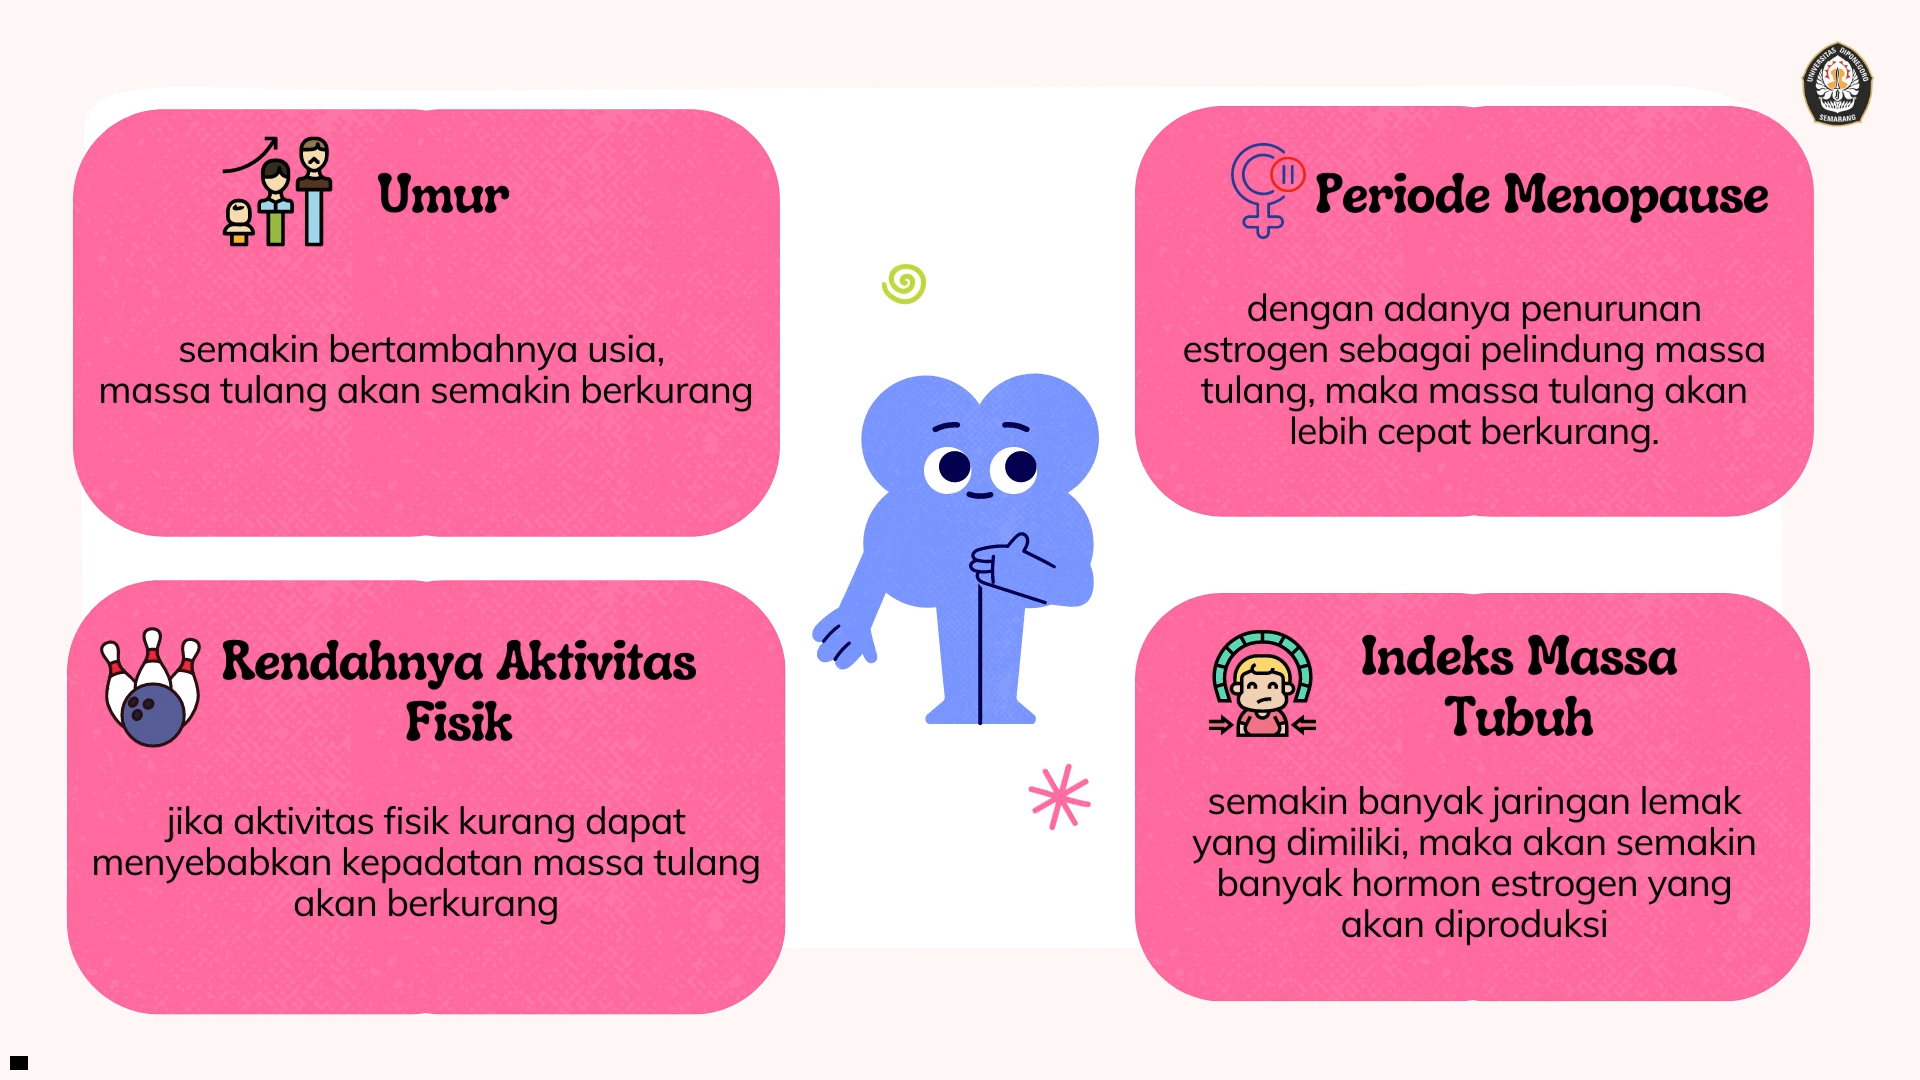 UNIVERSITAS DIPONEGORO
SEMARANG
Umur
semakin bertambahnya usia,
massa tulang akan semakin berkurang
Periode Menopause
dengan adanya penurunan
estrogen sebagai pelindung massa
tulang, maka massa tulang akan
lebih cepat berkurang.
Rendahnya Aktivitas
Fisik
jika aktivitas fisik kurang dapat
menyebabkan kepadatan massa tulang
akan berkurang
Indeks Massa
Tubuh
semakin banyak jaringan lemak
yang dimiliki, maka akan semakin
banyak hormon estrogen yang
akan diproduksi